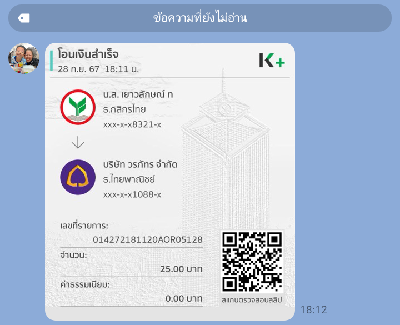 ข้อความที่ยังไม่อ่าน
โอนเงินสำเร็จ
28 ก.ย. 67 18:11 น.
K+
น.ส. เยาวลักษณ์ ท
ธ.กสิกรไทย
xxx-x-x8321-x
บริษัท วรภัทร จำกัด
ธ.ไทยพาณิชย์
xxx-x-x1088-x
เลขที่รายการ:
014272181120AOR05128
จำนวน:
25.00 บาท
ค่าธรรมเนียม:
0.00 บาท
สแกนตรวจสอบสลิป
18:12